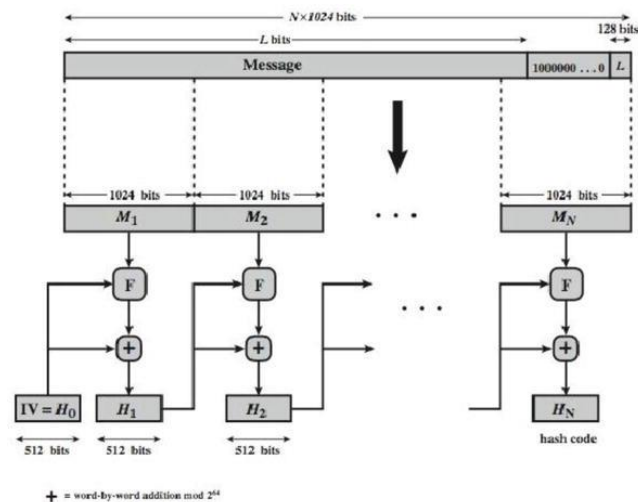 N×1024 bits
128 bits
L bits
Message 1000000 . . . 0 L
1024 bits 1024 bits 1024 bits
M1 M2 . . . MN
F F F
. . .
+ + +
IV = H0 H1 H2 HN
hash code
512 bits 512 bits 512 bits
+ = word-by-word addition mod 2^64